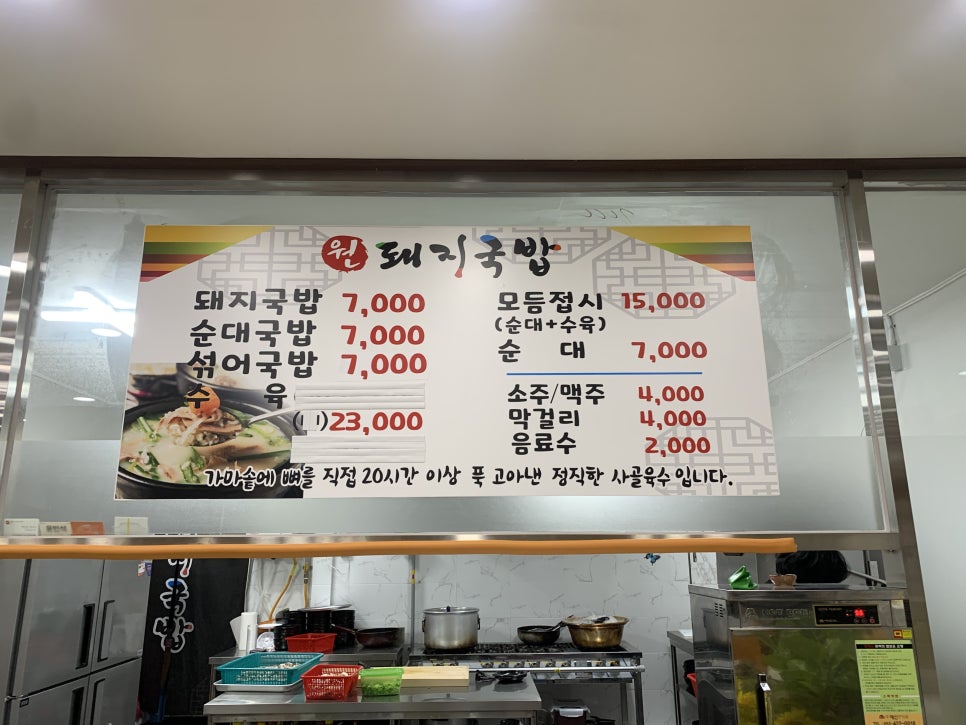 원 돼지국밥
돼지국밥 7,000
순대국밥 7,000
섞어국밥 7,000
수 육
23,000
모듬접시 15,000
(순대+수육)
순 대 7,000
소주/맥주 4,000
막걸리 4,000
음료수 2,000
가마솥에 뼈를 직접 20시간 이상 푹 고아낸 정직한 사골육수 입니다.
국밥